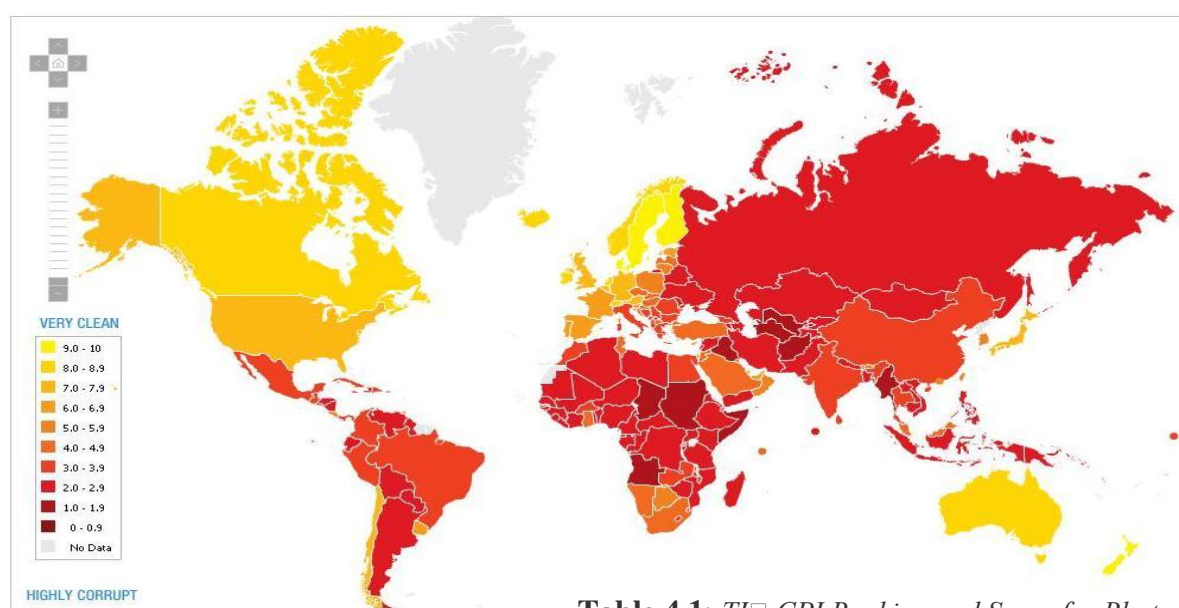 VERY CLEAN
9.0 - 10
8.0 - 8.9
7.0 - 7.9
6.0 - 6.9
5.0 - 5.9
4.0 - 4.9
3.0 - 3.9
2.0 - 2.9
1.0 - 1.9
0 - 0.9
No Data
HIGHLY CORRUPT
Table 4.1: